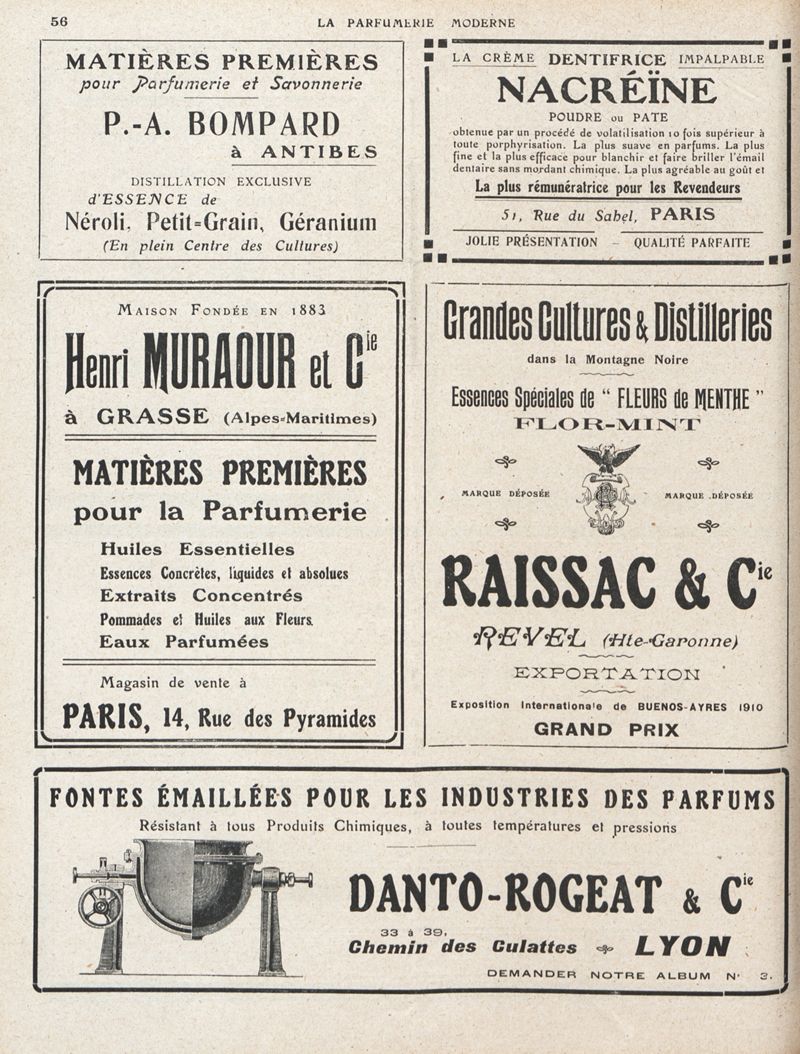 56
LA PARFUMERIE MODERNE
MATIÈRES PREMIÈRES
pour Parfumerie et Savonnerie
P.-A. BOMPARD
à ANTIBES
DISTILLATION EXCLUSIVE
d'ESSENCE de
Néroli, Petit-Grain, Géranium
(En plein Centre des Cultures)
LA CRÈME DENTIFRICE IMPALPABLE
NACRÉÏNE
POUDRE ou PATE
obtenue par un procédé de volatilisation 10 fois supérieur à
toute porphyrisation. La plus suave en parfums. La plus
fine et la plus efficace pour blanchir et faire briller l'émail
dentaire sans mordant chimique. La plus agréable au goût et
La plus rémunératrice pour les Revendeurs
51, Rue du Sabel, PARIS
JOLIE PRÉSENTATION – QUALITÉ PARFAITE
MAISON FONDÉE EN 1883
Henri MURAOUR et Cie
à GRASSE (Alpes-Maritimes)
MATIÈRES PREMIÈRES
pour la Parfumerie
Huiles Essentielles
Essences Concrètes, liquides et absolues
Extraits Concentrés
Pommades et Huiles aux Fleurs.
Eaux Parfumées
Magasin de vente à
PARIS, 14, Rue des Pyramides
Grandes Cultures & Distilleries
dans la Montagne Noire
Essences Spéciales de “ FLEURS de MENTHE ”
FLOR-MINT
MARQUE DÉPOSÉE MARQUE DÉPOSÉE
RAISSAC & Cie
REVEL (Hte-Garonne)
EXPORTATION
Exposition Internationale de BUENOS-AYRES 1910
GRAND PRIX
FONTES ÉMAILLÉES POUR LES INDUSTRIES DES PARFUMS
Résistant à tous Produits Chimiques, à toutes températures et pressions
DANTO-ROGEAT & Cie
33 à 39,
Chemin des Culattes LYON
DEMANDER NOTRE ALBUM N° 3.